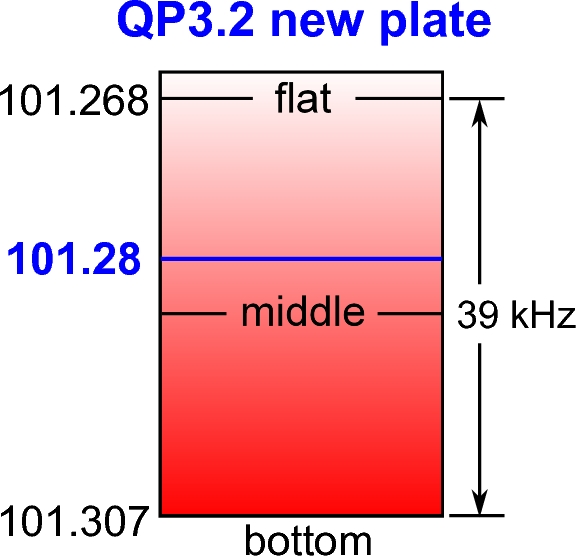 QP3.2 new plate
101.268
flat
101.28
middle
39 kHz
101.307
bottom